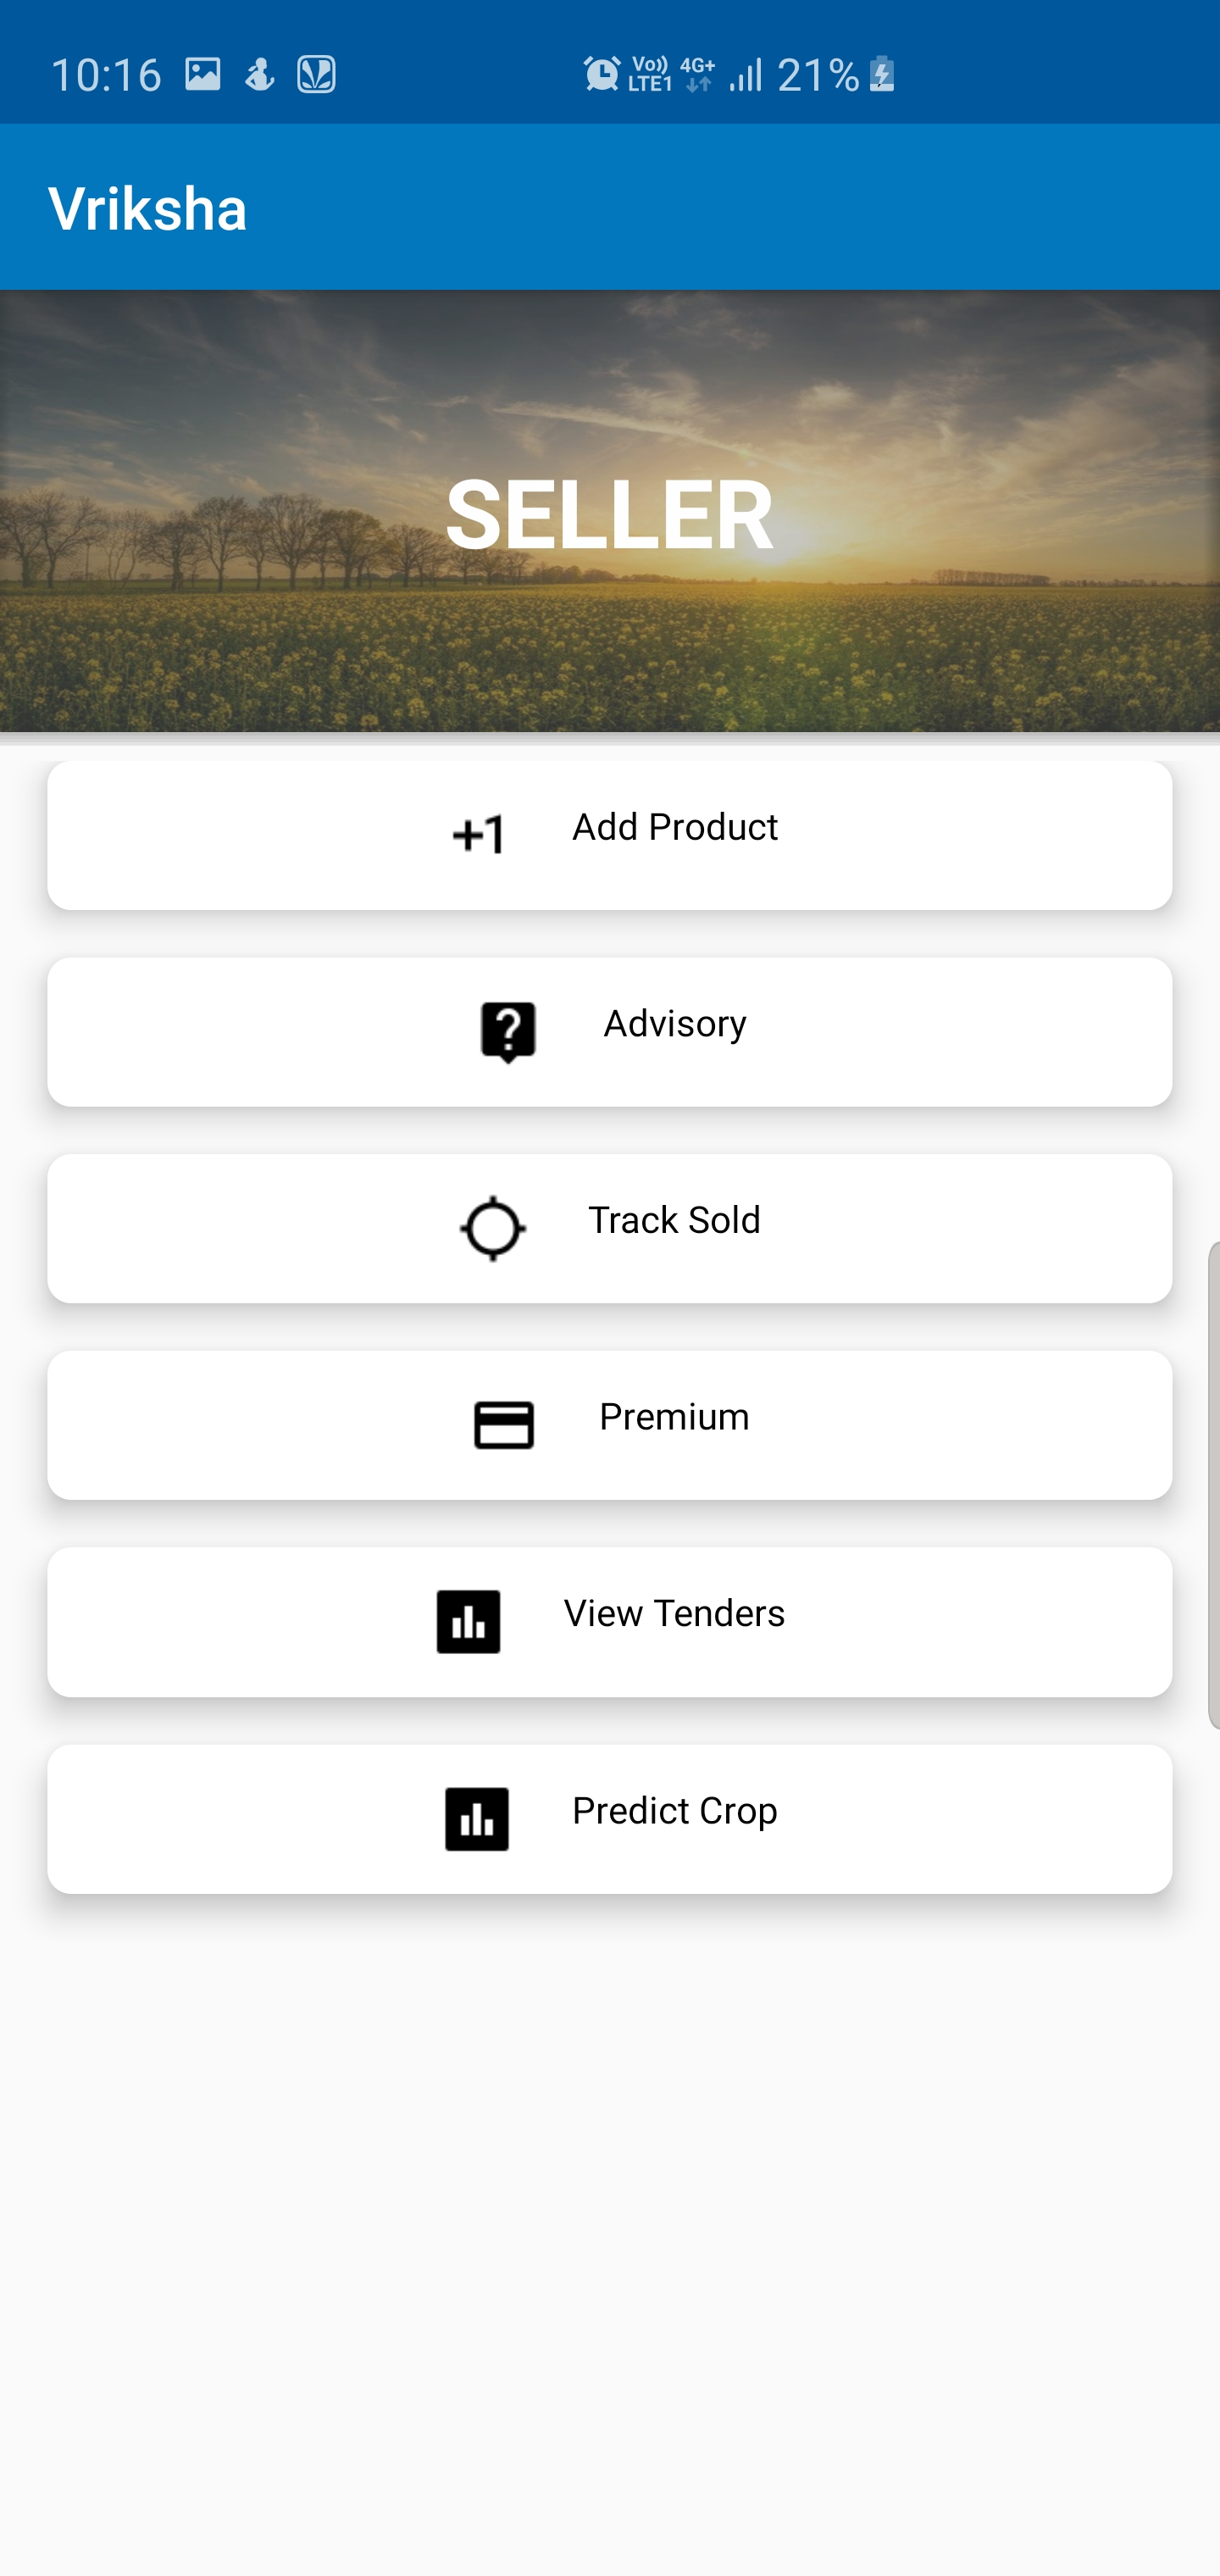 10:16 Vo)) LTE1 4G+ 21%
Vriksha
SELLER
+1 Add Product
Advisory
Track Sold
Premium
View Tenders
Predict Crop